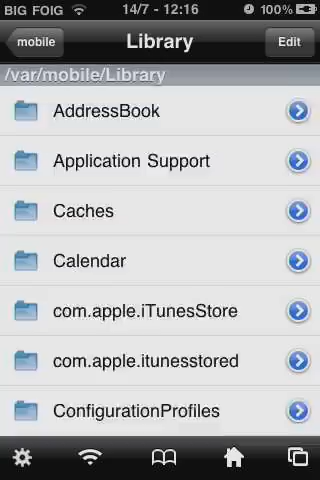 BIG FOIG 14/7 - 12:16 100%
mobile Library Edit
/var/mobile/Library
AddressBook
Application Support
Caches
Calendar
com.apple.iTunesStore
com.apple.itunesstored
ConfigurationProfiles